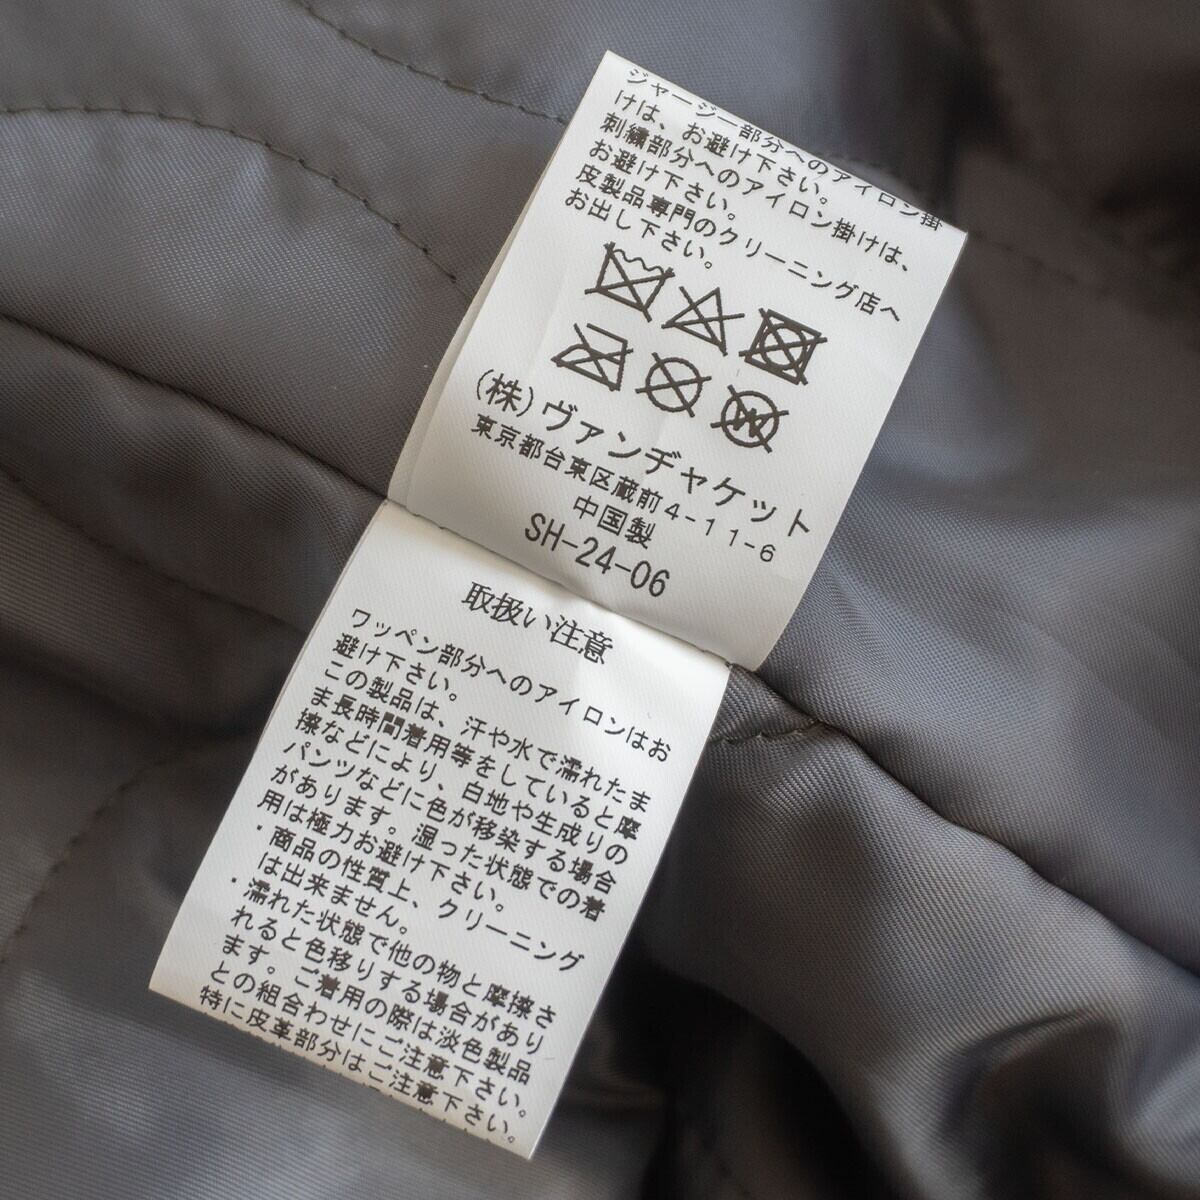 ジャージー部分へのアイロン掛
けは、お避け下さい。
刺繍部分へのアイロン掛けは、
お避け下さい。
皮製品専門のクリーニング店へ
お出し下さい。
W
(株)ヴァンヂャケット
東京都台東区蔵前4-11-6
中国製
SH-24-06
取扱い注意
ワッペン部分へのアイロンはお
避け下さい。
この製品は、汗や水で濡れたま
ま長時間着用等をしていると摩
擦などにより、白地や生成りの
パンツなどに色が移染する場合
があります。湿った状態での着
用は極力お避け下さい。
・商品の性質上、クリーニング
は出来ません。
・濡れた状態で他の物と摩擦さ
れると色移りする場合があり
ます。ご着用の際は淡色製品
との組合わせにご注意下さい。
特に皮革部分はご注意下さい。